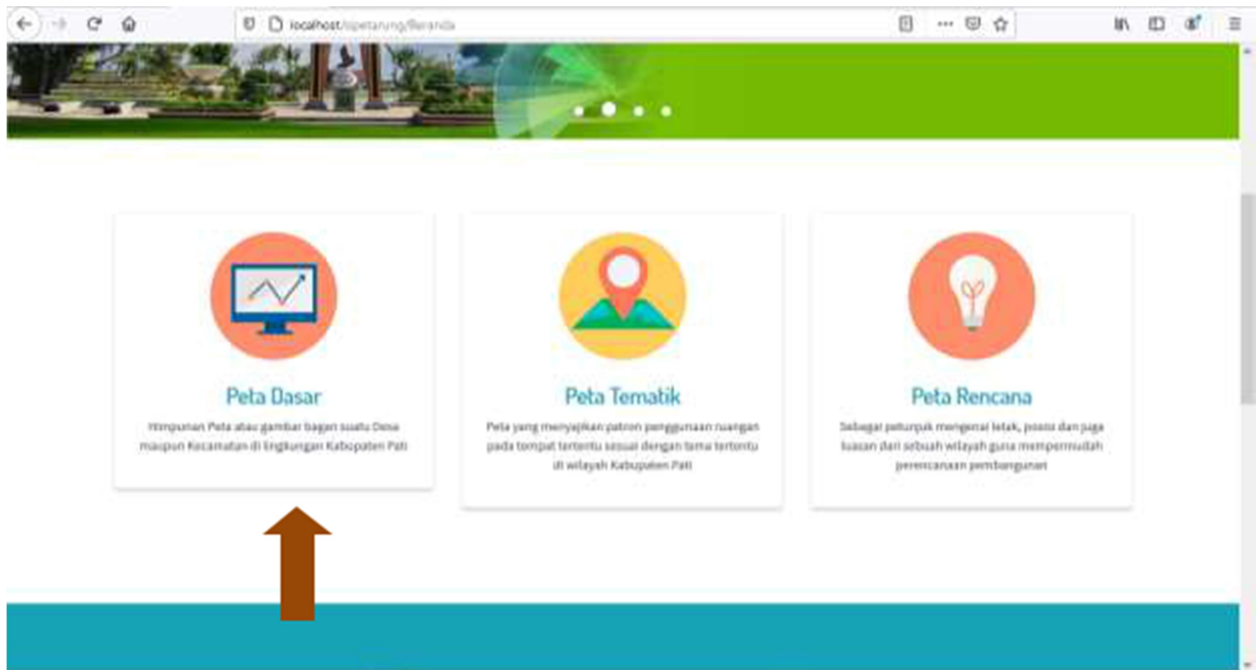 localhost/sipetarung/Beranda
Peta Dasar
Himpunan Peta atau gambar bagan suatu Desa
maupun Kecamatan di lingkungan Kabupaten Pati
Peta Tematik
Peta yang menyajikan patron penggunaan ruangan
pada tempat tertentu sesuai dengan tema tertentu
di wilayah Kabupaten Pati
Peta Rencana
Sebagai petunjuk mengenai letak, posisi dan juga
luasan dari sebuah wilayah guna mempermudah
perencanaan pembangunan